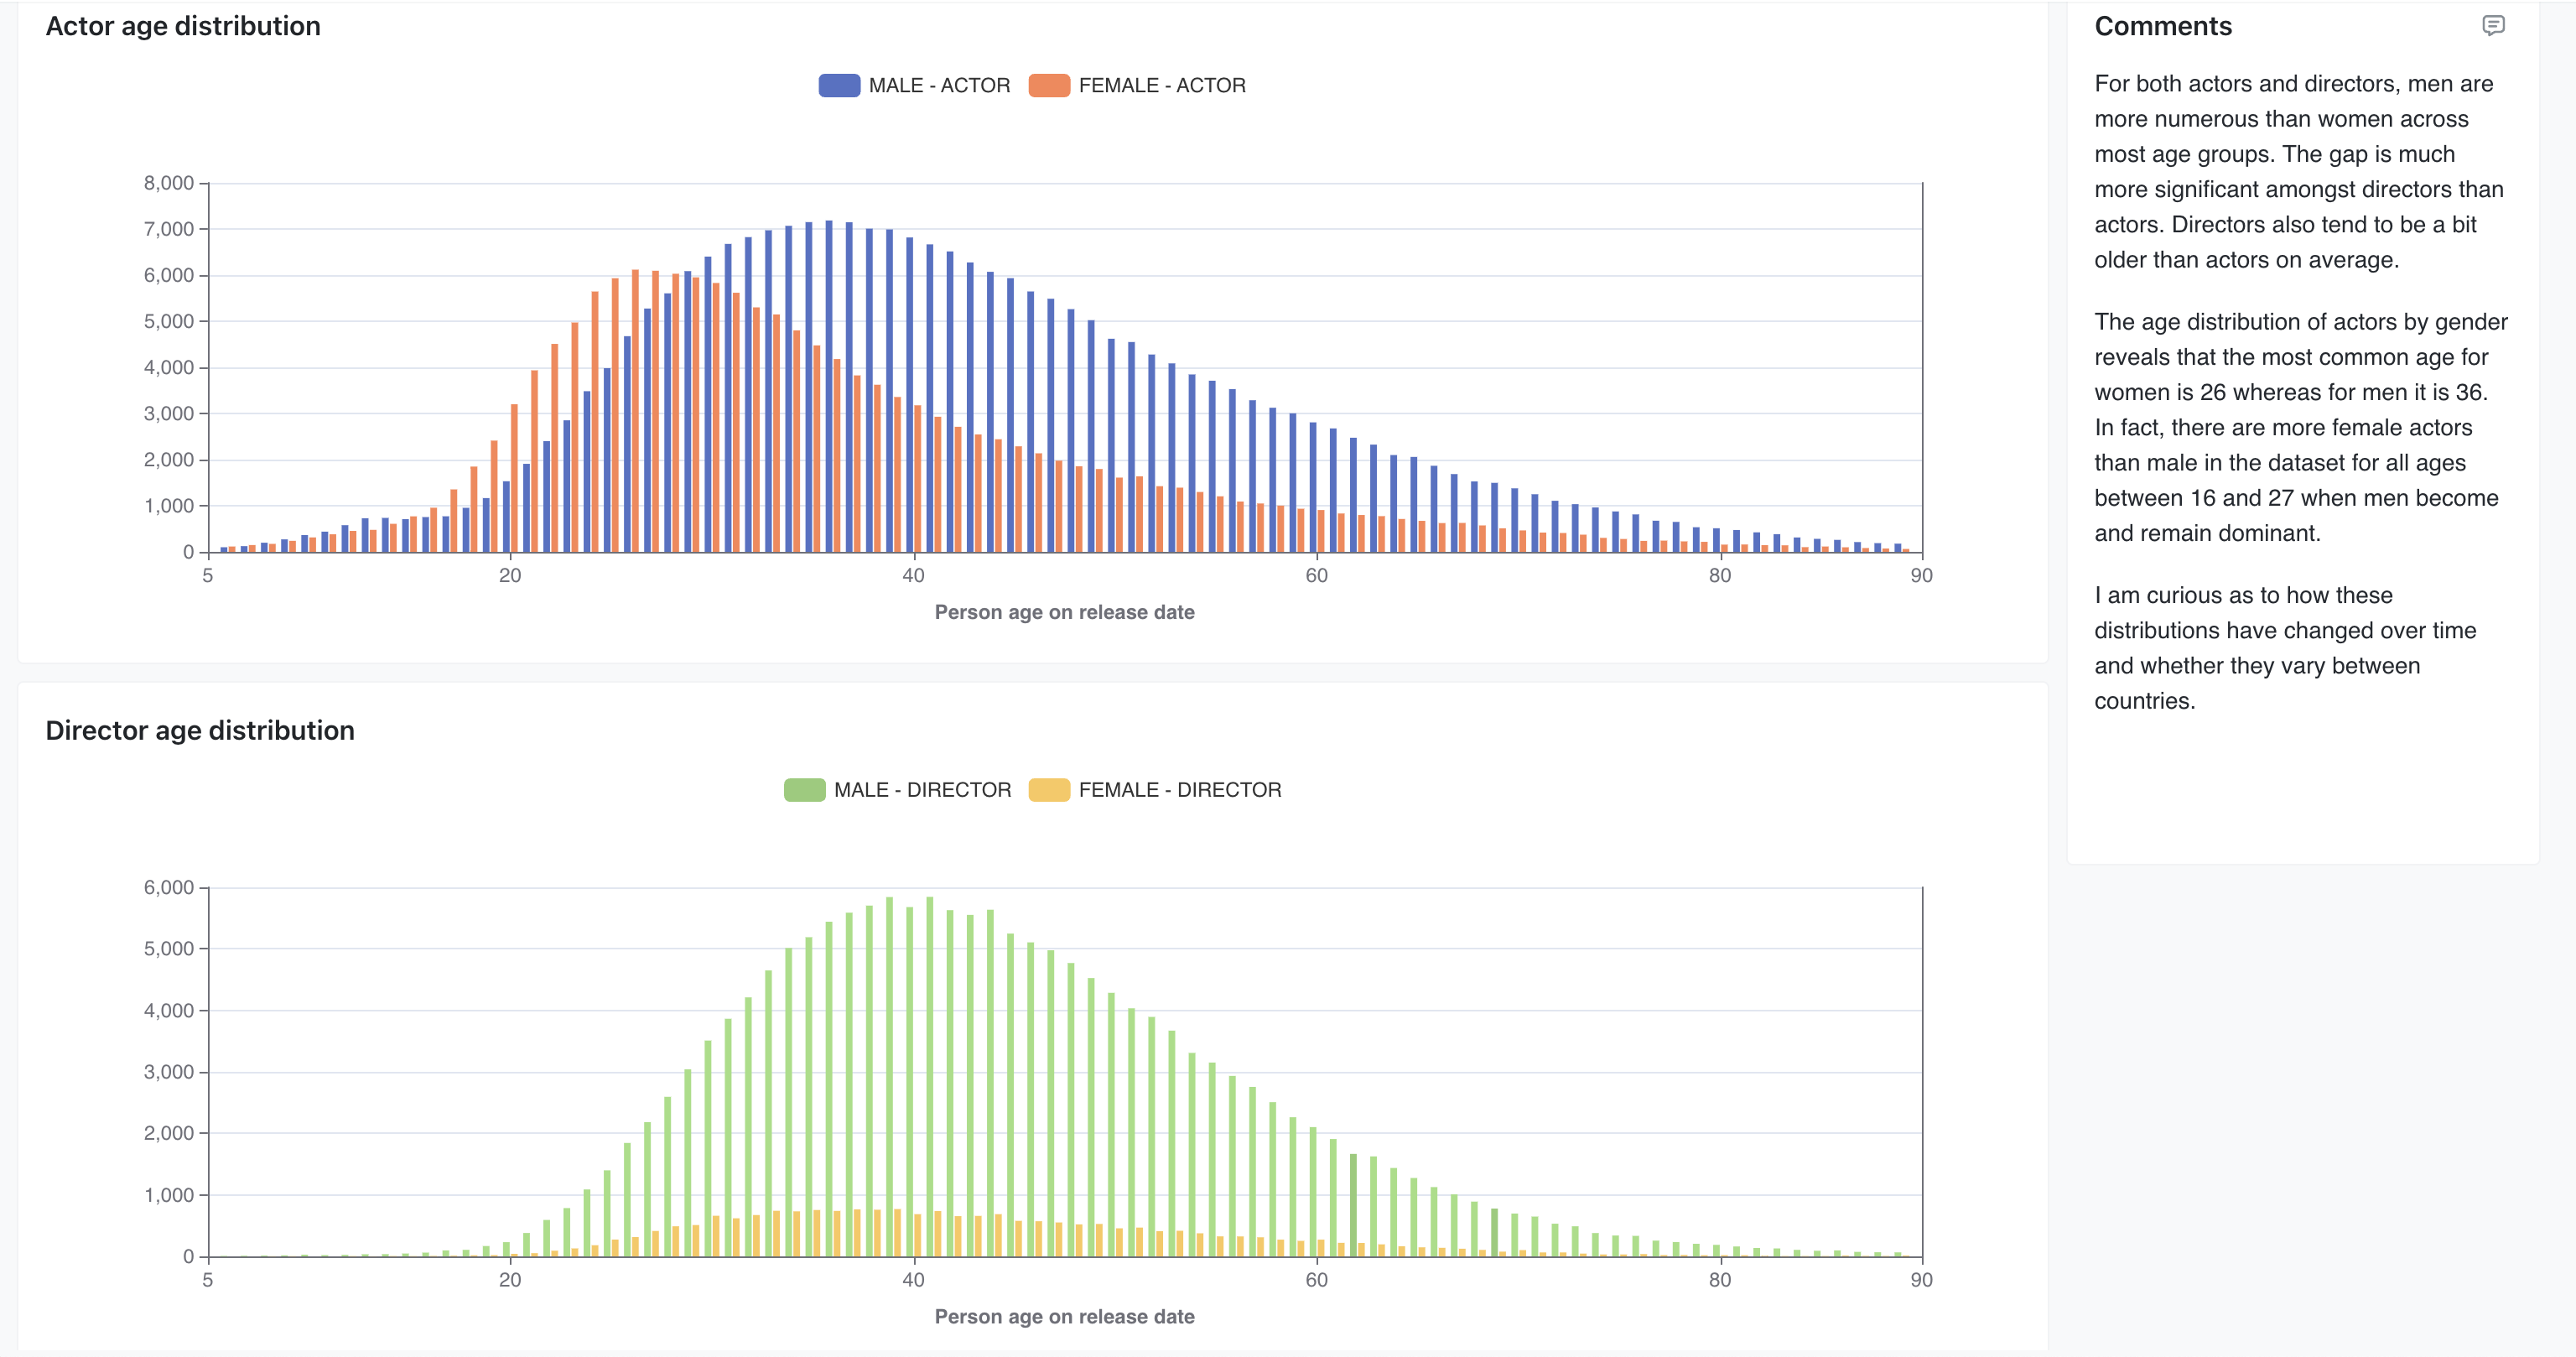 Actor age distribution
MALE - ACTOR
FEMALE - ACTOR
8,000
7,000
6,000
5,000
4,000
3,000
2,000
1,000
0
5
20
40
60
80
90
Person age on release date
Director age distribution
MALE - DIRECTOR
FEMALE - DIRECTOR
6,000
5,000
4,000
3,000
2,000
1,000
0
5
20
40
60
80
90
Person age on release date
Comments
For both actors and directors, men are
more numerous than women across
most age groups. The gap is much
more significant amongst directors than
actors. Directors also tend to be a bit
older than actors on average.
The age distribution of actors by gender
reveals that the most common age for
women is 26 whereas for men it is 36.
In fact, there are more female actors
than male in the dataset for all ages
between 16 and 27 when men become
and remain dominant.
I am curious as to how these
distributions have changed over time
and whether they vary between
countries.